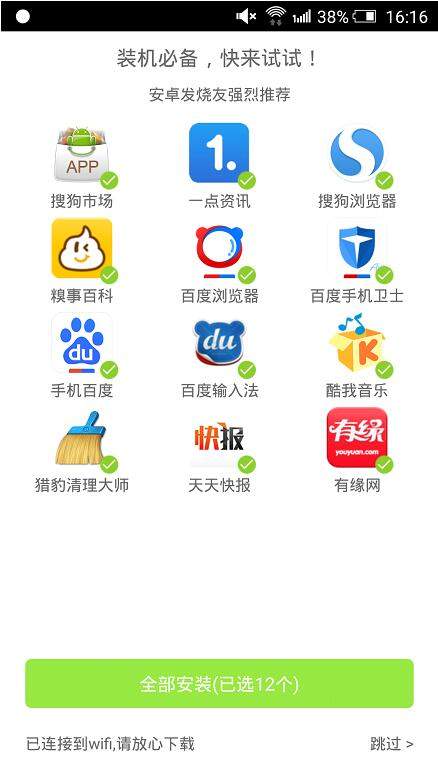 38% 16:16
装机必备，快来试试！
安卓发烧友强烈推荐
APP 1.
搜狗市场 一点资讯 搜狗浏览器
糗事百科 百度浏览器 百度手机卫士
du du K
手机百度 百度输入法 酷我音乐
快报 有缘
youyuan.com
猎豹清理大师 天天快报 有缘网
全部安装(已选12个)
已连接到wifi,请放心下载 跳过 >